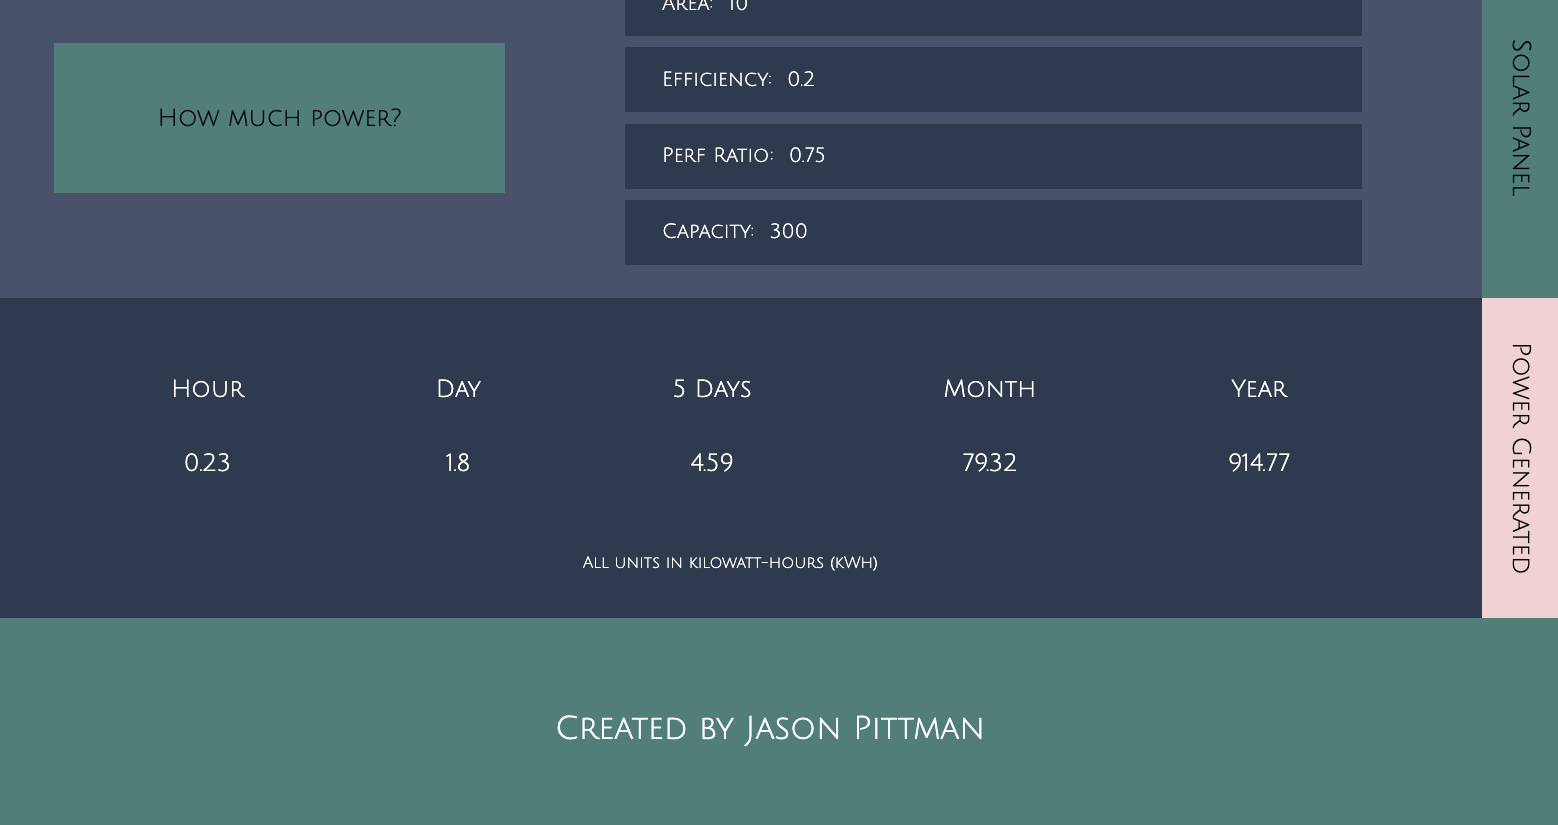 Area: 10
Efficiency: 0.2
Perf Ratio: 0.75
Capacity: 300
How much power?
Solar Panel
Hour Day 5 Days Month Year
0.23 1.8 4.59 79.32 914.77
All units in kilowatt-hours (kWh)
Power Generated
Created by Jason Pittman